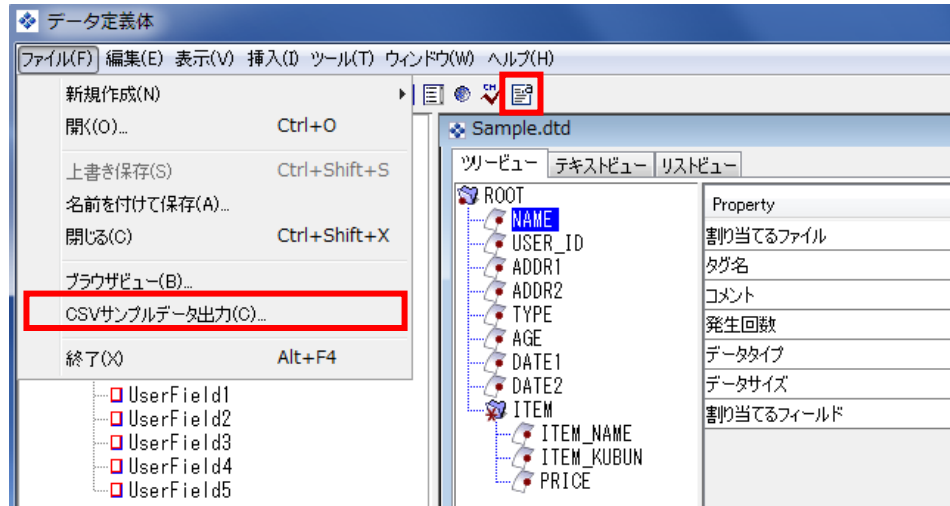 データ定義体
ファイル(F) 編集(E) 表示(V) 挿入(I) ツール(T) ウィンドウ(W) ヘルプ(H)
新規作成(N)
開く(O)... Ctrl+O
上書き保存(S) Ctrl+Shift+S
名前を付けて保存(A)...
閉じる(C) Ctrl+Shift+X
ブラウザビュー(B)...
CSVサンプルデータ出力(C)...
終了(X) Alt+F4
UserField1
UserField2
UserField3
UserField4
UserField5
Sample.dtd
ツリービュー テキストビュー リストビュー
ROOT
NAME
USER_ID
ADDR1
ADDR2
TYPE
AGE
DATE1
DATE2
ITEM
ITEM_NAME
ITEM_KUBUN
PRICE
Property
割り当てるファイル
タグ名
コメント
発生回数
データタイプ
データサイズ
割り当てるフィールド